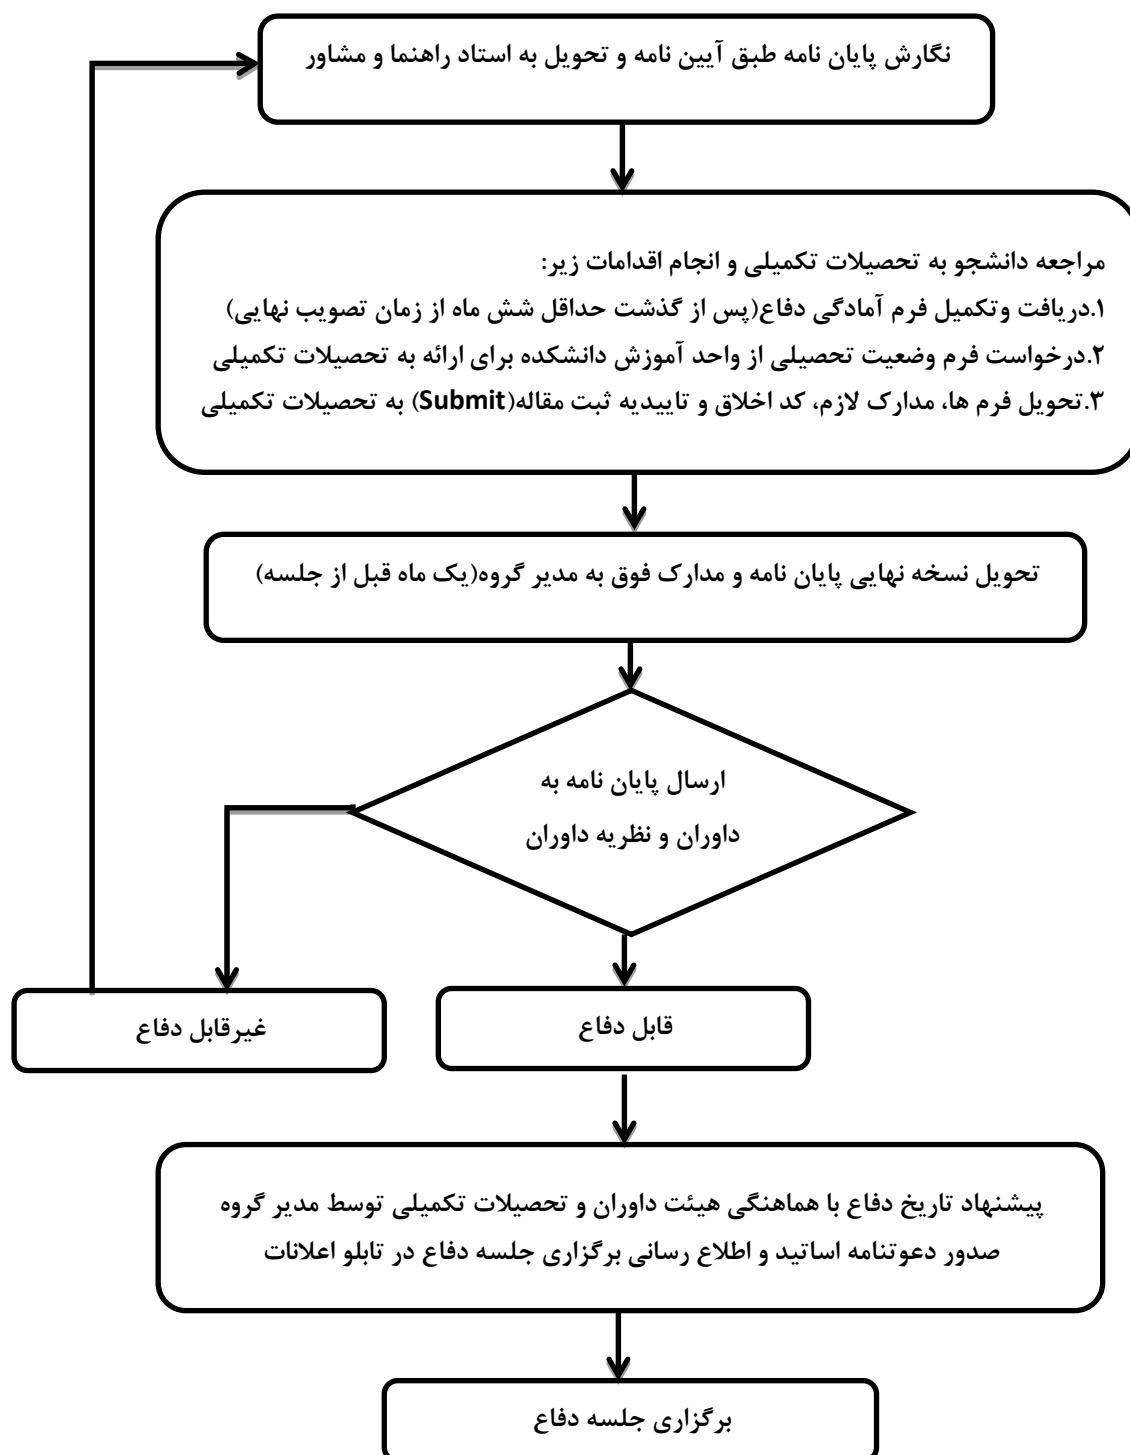 نگارش پایان نامه طبق آیین نامه و تحویل به استاد راهنما و مشاور
مراجعه دانشجو به تحصیلات تکمیلی و انجام اقدامات زیر:
۱.دریافت وتکمیل فرم آمادگی دفاع(پس از گذشت حداقل شش ماه از زمان تصویب نهایی)
۲.درخواست فرم وضعیت تحصیلی از واحد آموزش دانشکده برای ارائه به تحصیلات تکمیلی
۳.تحویل فرم ها، مدارک لازم، کد اخلاق و تاییدیه ثبت مقاله(Submit) به تحصیلات تکمیلی
تحویل نسخه نهایی پایان نامه و مدارک فوق به مدیر گروه(یک ماه قبل از جلسه)
ارسال پایان نامه به
داوران و نظریه داوران
قابل دفاع
غیرقابل دفاع
پیشنهاد تاریخ دفاع با هماهنگی هیئت داوران و تحصیلات تکمیلی توسط مدیر گروه
صدور دعوتنامه اساتید و اطلاع رسانی برگزاری جلسه دفاع در تابلو اعلانات
برگزاری جلسه دفاع